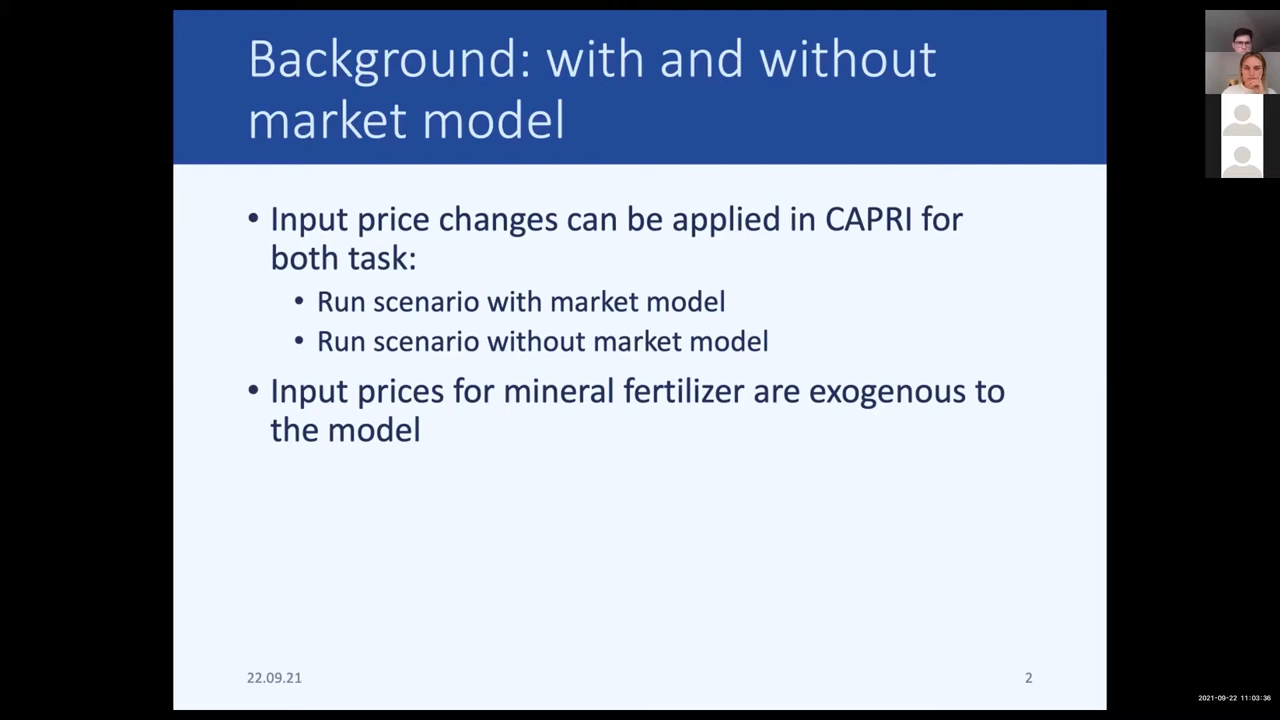 Background: with and without
market model
• Input price changes can be applied in CAPRI for
both task:
• Run scenario with market model
• Run scenario without market model
• Input prices for mineral fertilizer are exogenous to
the model
22.09.21
2
2021-09-22 11:03:36